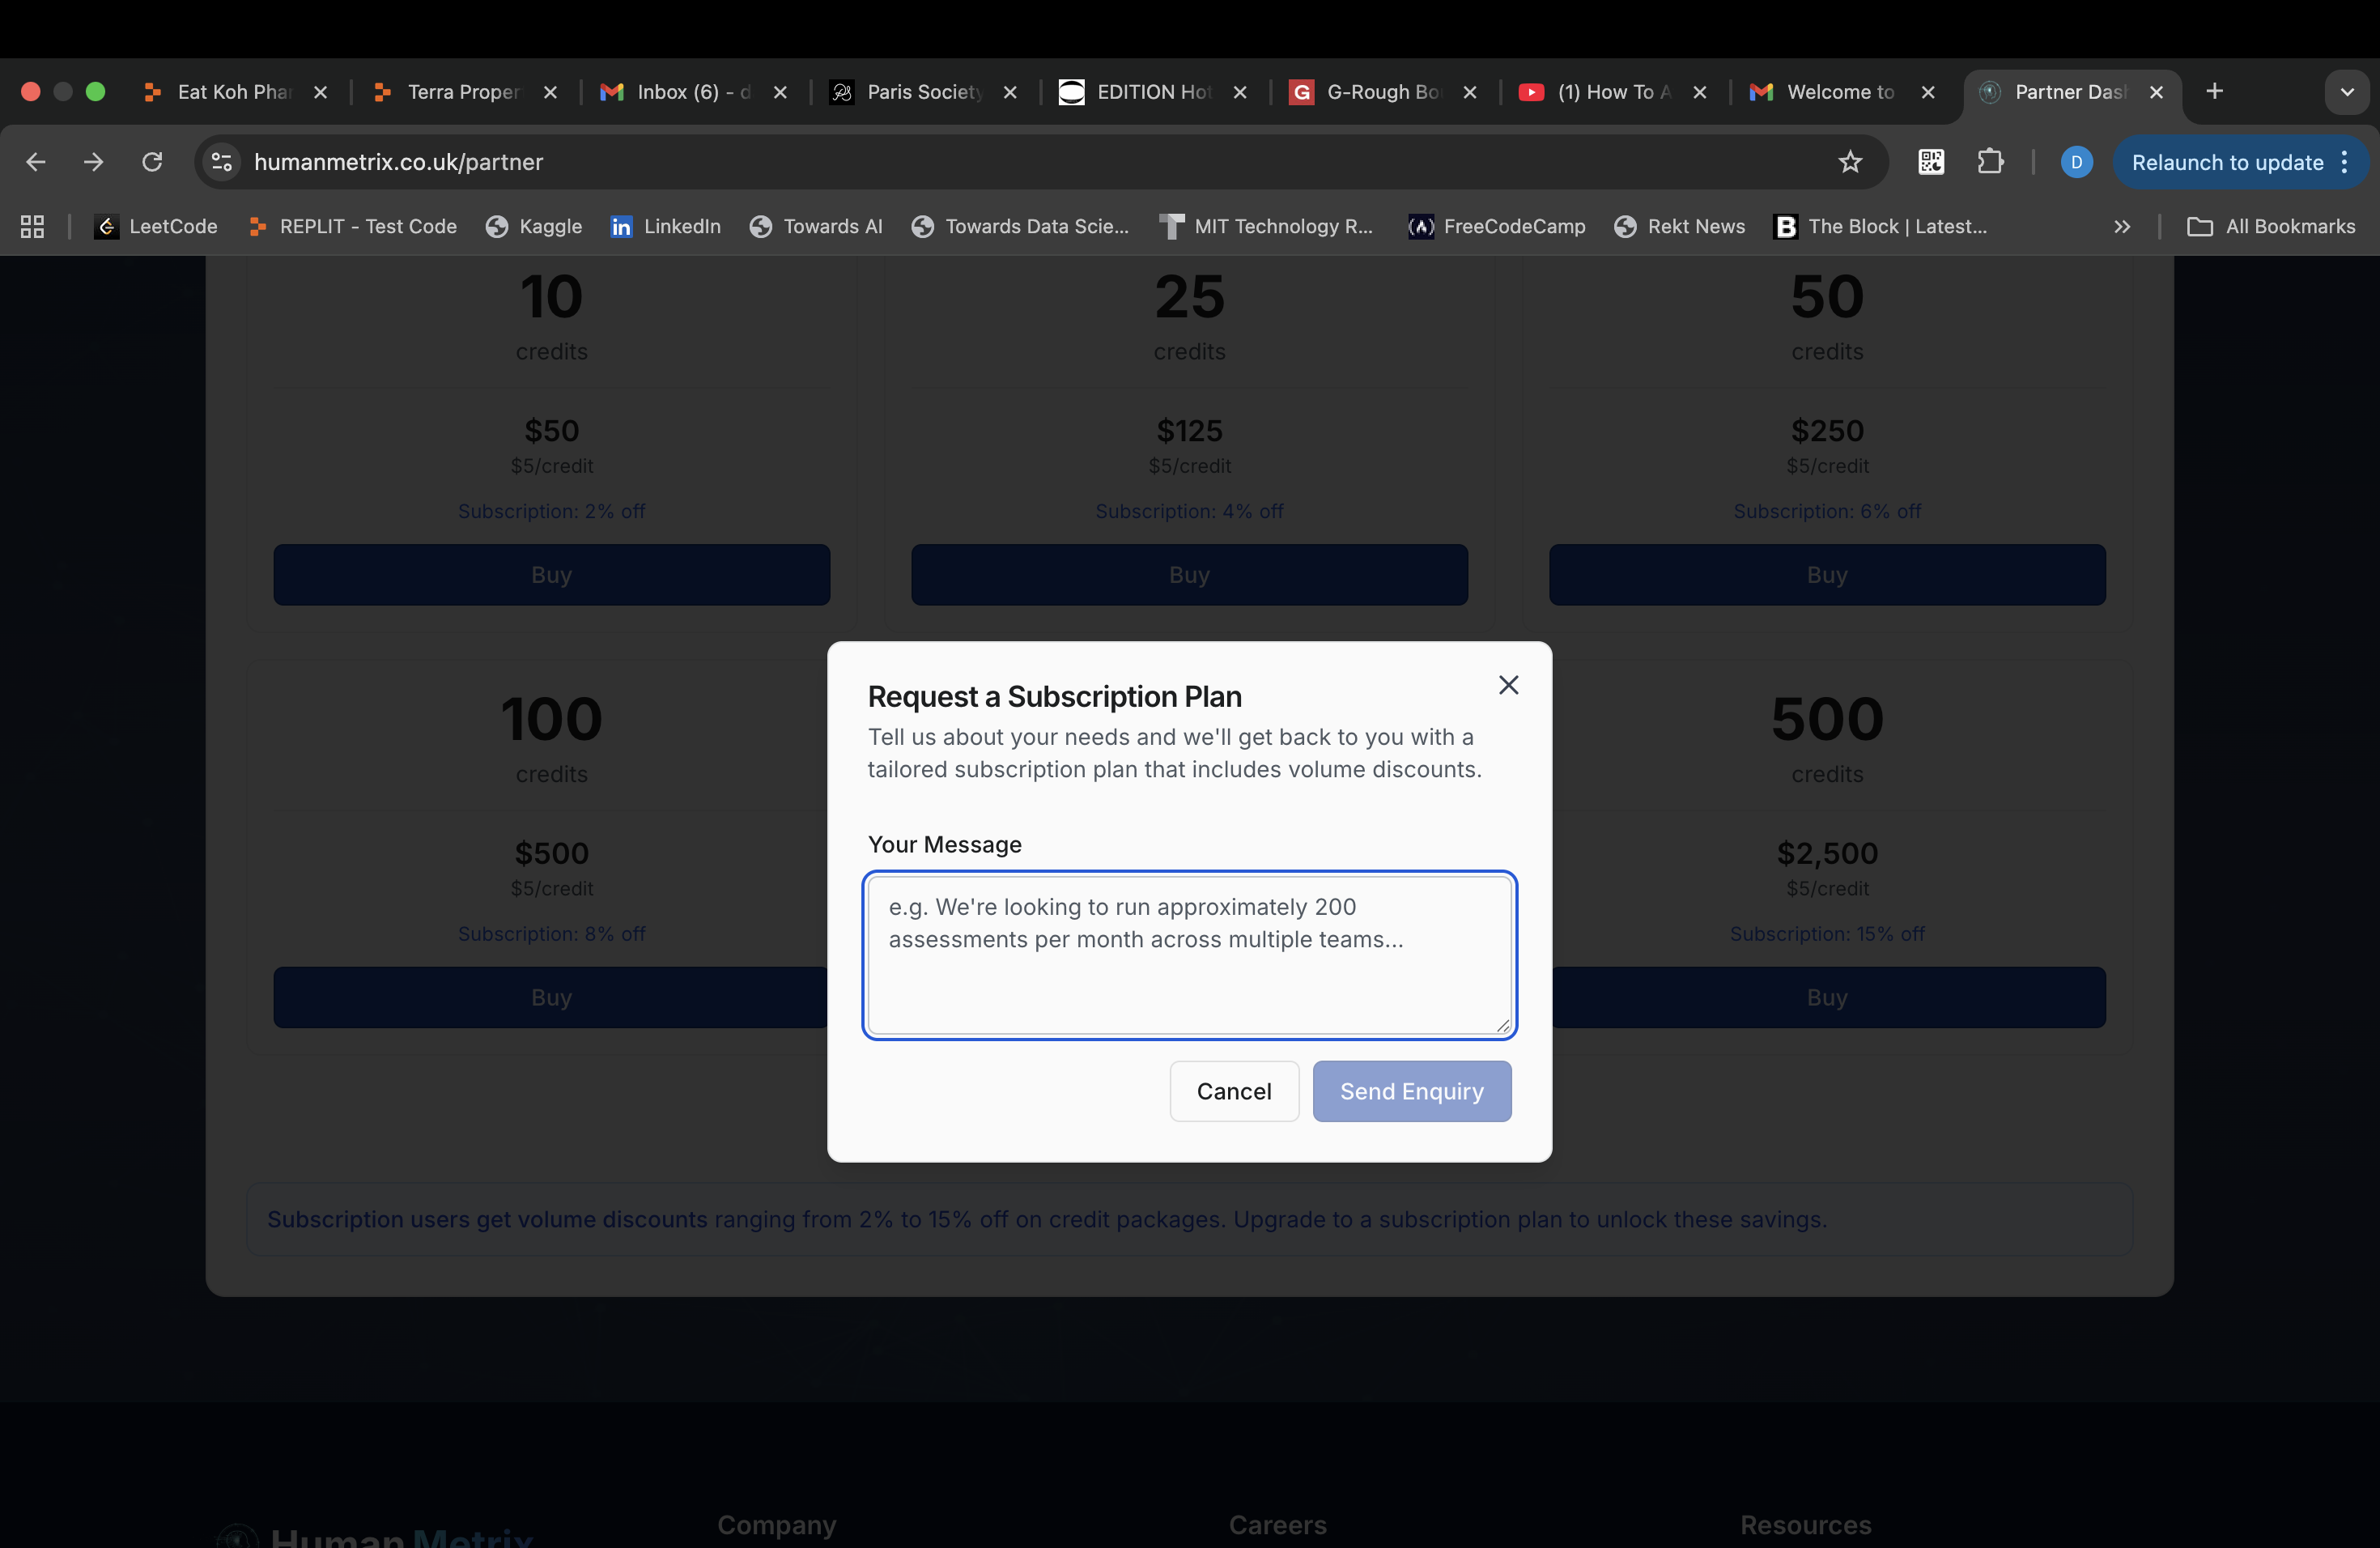 Eat Koh Phan
Terra Proper
Inbox (6) - d
Paris Society
EDITION Hot
G-Rough Bo
(1) How To A
Welcome to
Partner Dash
humanmetrix.co.uk/partner
D
Relaunch to update
LeetCode
REPLIT - Test Code
Kaggle
LinkedIn
Towards AI
Towards Data Scie...
MIT Technology R...
FreeCodeCamp
Rekt News
The Block | Latest...
All Bookmarks
10
credits
$50
$5/credit
Subscription: 2% off
Buy
25
credits
$125
$5/credit
Subscription: 4% off
Buy
50
credits
$250
$5/credit
Subscription: 6% off
Buy
100
credits
$500
$5/credit
Subscription: 8% off
Buy
Request a Subscription Plan
Tell us about your needs and we'll get back to you with a
tailored subscription plan that includes volume discounts.
Your Message
e.g. We're looking to run approximately 200
assessments per month across multiple teams...
Cancel
Send Enquiry
500
credits
$2,500
$5/credit
Subscription: 15% off
Buy
Subscription users get volume discounts ranging from 2% to 15% off on credit packages. Upgrade to a subscription plan to unlock these savings.
HumanMetrix
Company
Careers
Resources